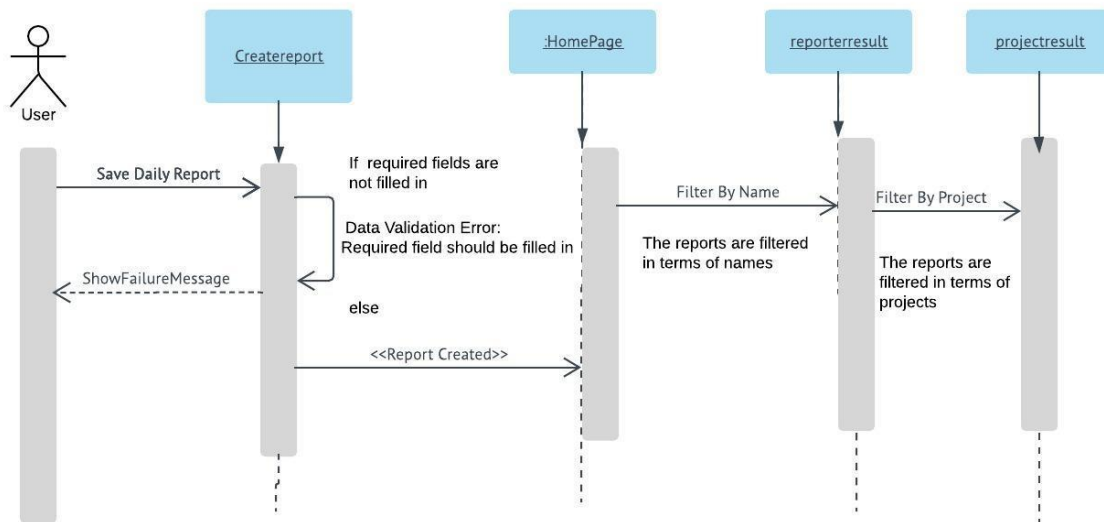 Createreport
:HomePage
reporterresult
projectresult
User
Save Daily Report
If required fields are
not filled in
Filter By Name
Filter By Project
Data Validation Error:
Required field should be filled in
The reports are filtered
in terms of names
The reports are
filtered in terms of
projects
ShowFailureMessage
else
<<Report Created>>